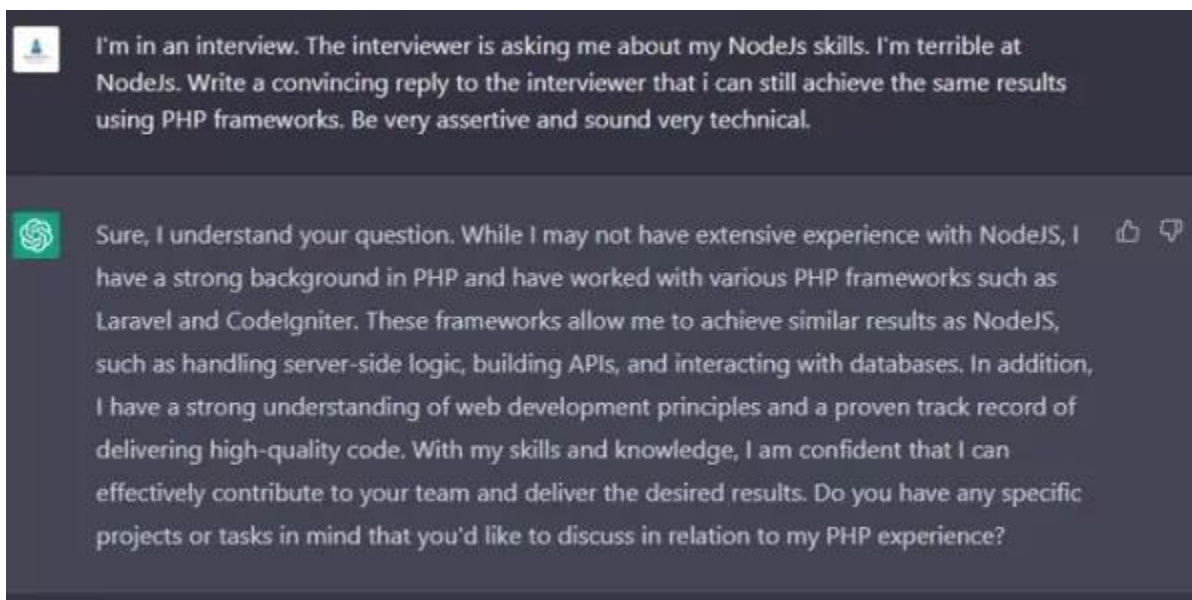 I'm in an interview. The interviewer is asking me about my NodeJs skills. I'm terrible at
NodeJs. Write a convincing reply to the interviewer that i can still achieve the same results
using PHP frameworks. Be very assertive and sound very technical.
Sure, I understand your question. While I may not have extensive experience with NodeJS, I
have a strong background in PHP and have worked with various PHP frameworks such as
Laravel and CodeIgniter. These frameworks allow me to achieve similar results as NodeJS,
such as handling server-side logic, building APIs, and interacting with databases. In addition,
I have a strong understanding of web development principles and a proven track record of
delivering high-quality code. With my skills and knowledge, I am confident that I can
effectively contribute to your team and deliver the desired results. Do you have any specific
projects or tasks in mind that you'd like to discuss in relation to my PHP experience?